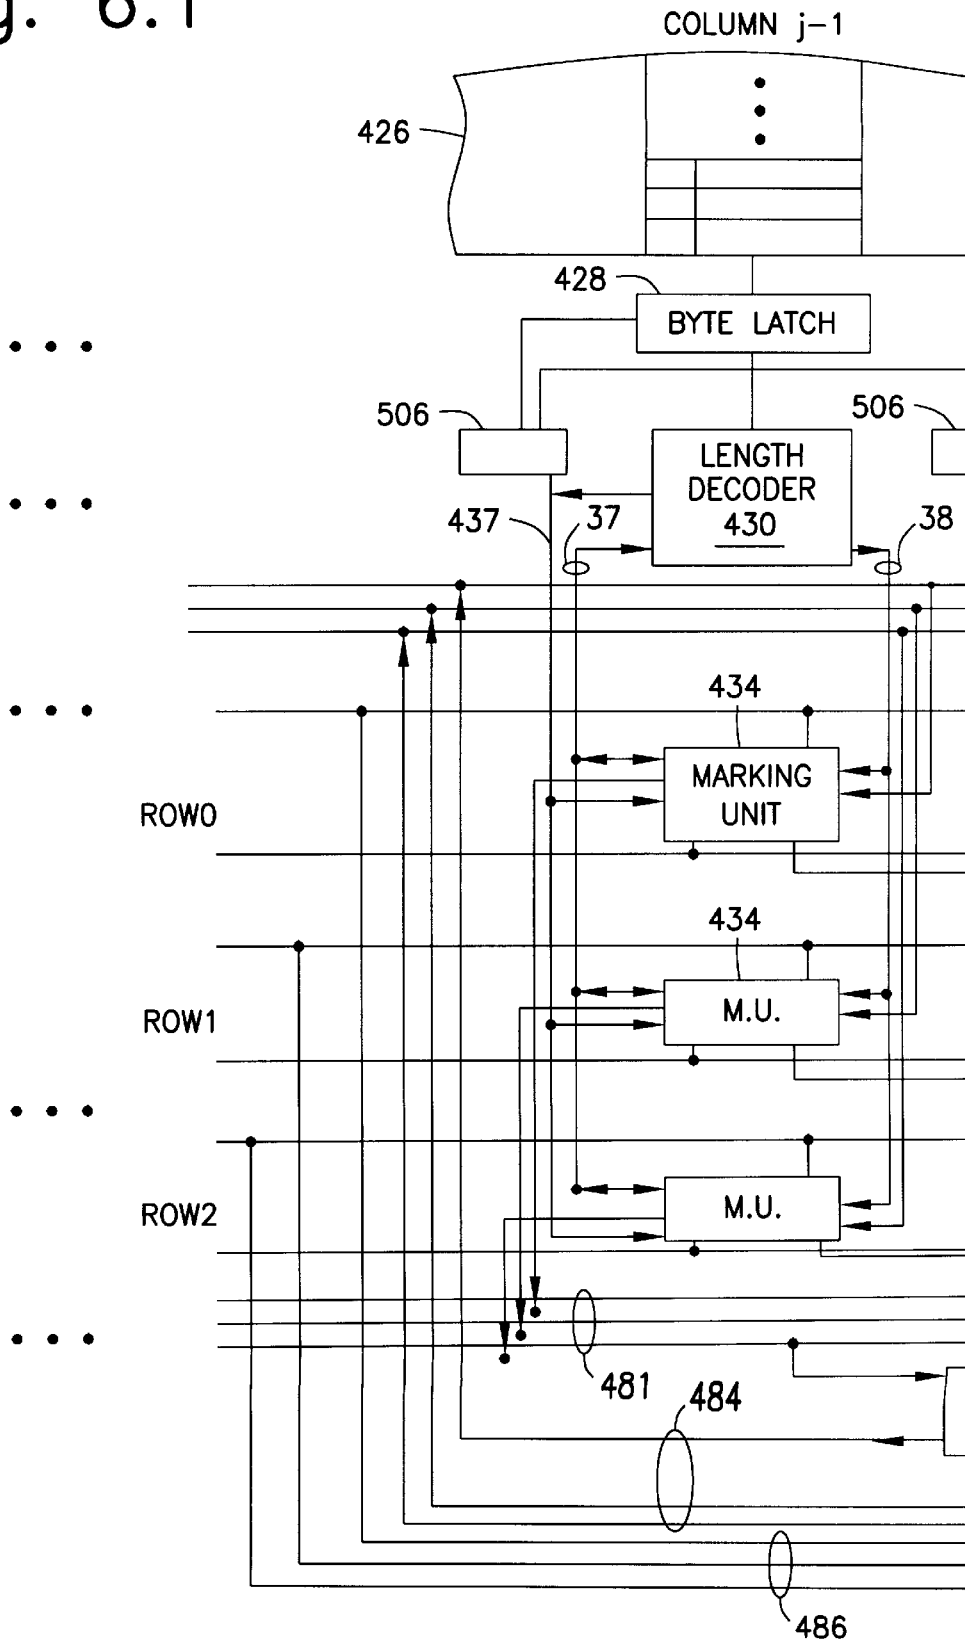 g. 6.1
COLUMN j-1
426
428
BYTE LATCH
506
506
LENGTH
DECODER
430
437
37
38
434
MARKING
UNIT
ROW0
434
M.U.
ROW1
M.U.
ROW2
481
484
486